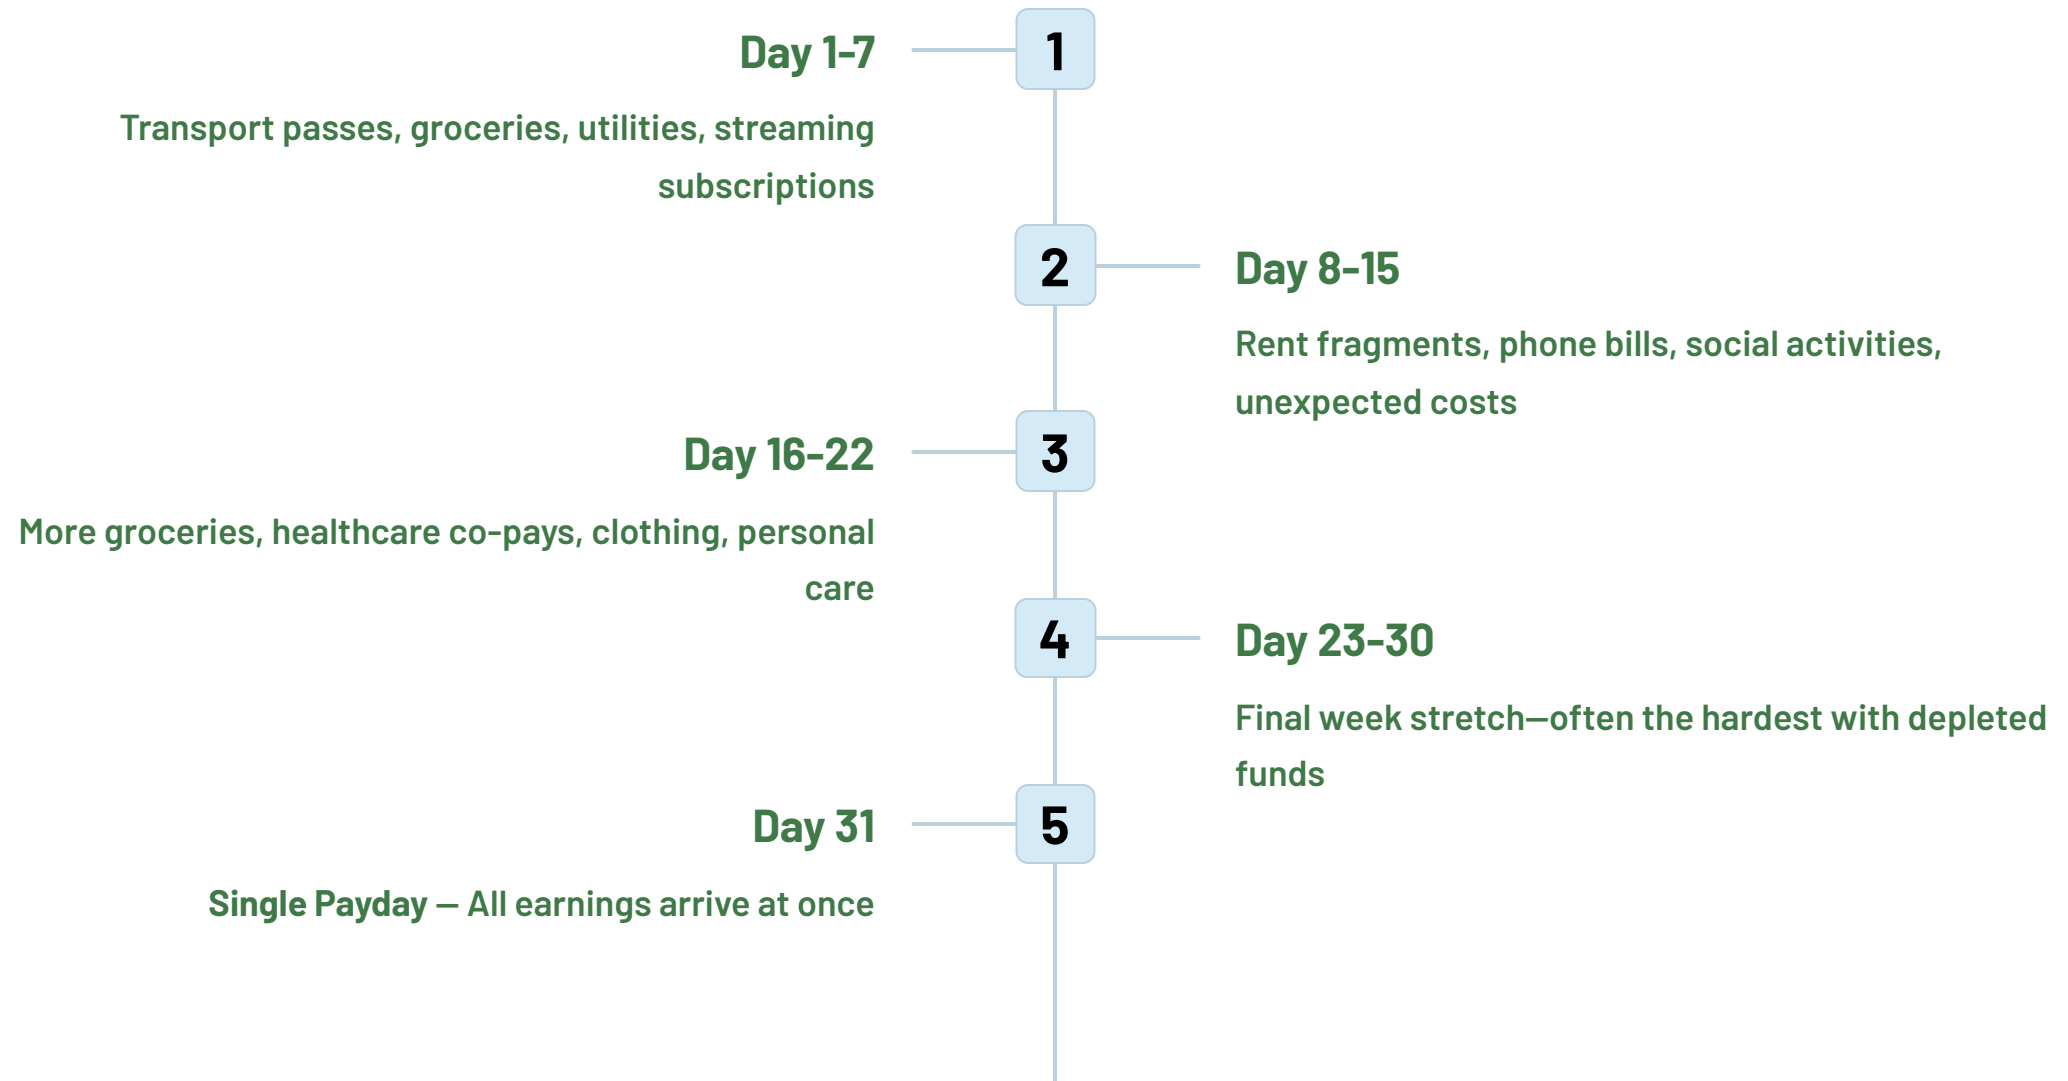 1
Day 1-7
Transport passes, groceries, utilities, streaming
subscriptions
2
Day 8-15
Rent fragments, phone bills, social activities,
unexpected costs
3
Day 16-22
More groceries, healthcare co-pays, clothing, personal
care
4
Day 23-30
Final week stretch—often the hardest with depleted
funds
5
Day 31
Single Payday — All earnings arrive at once